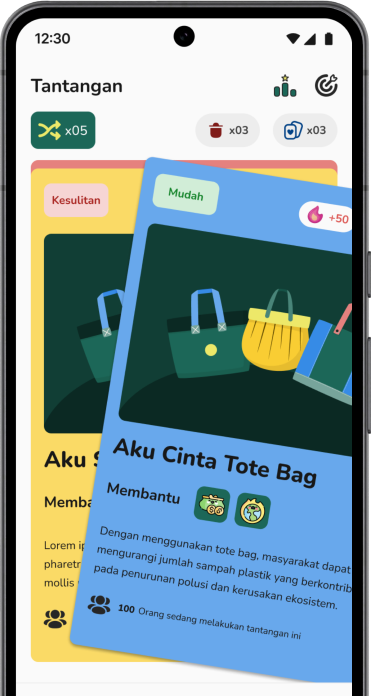 12:30
Tantangan
x05
x03
x03
Kesulitan
Mudah
+50
Aku
Aku Cinta Tote Bag
Memba
Membantu
Lorem ip
pharetr
mollis
Dengan menggunakan tote bag, masyarakat dapat
mengurangi jumlah sampah plastik yang berkontrib
pada penurunan polusi dan kerusakan ekosistem.
100 Orang sedang melakukan tantangan ini